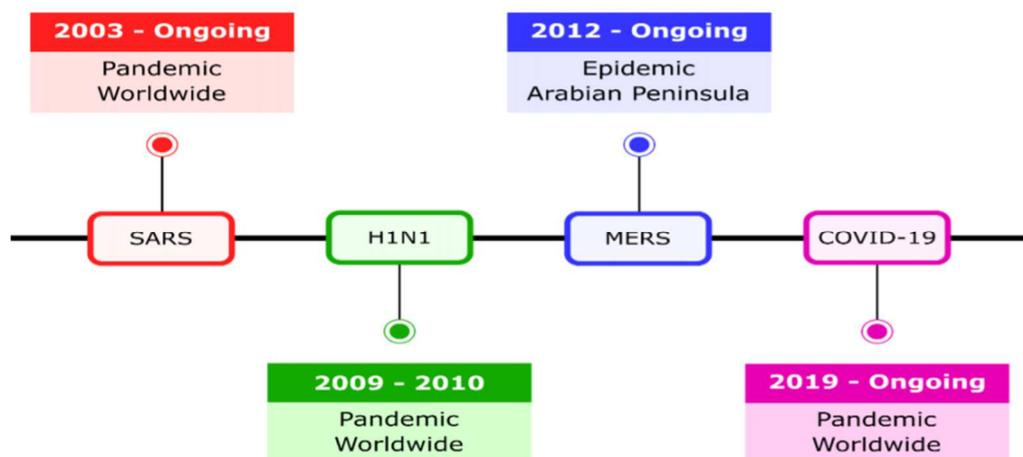 2003 - Ongoing
Pandemic
Worldwide
2012 - Ongoing
Epidemic
Arabian Peninsula
SARS
H1N1
MERS
COVID-19
2009 - 2010
Pandemic
Worldwide
2019 - Ongoing
Pandemic
Worldwide